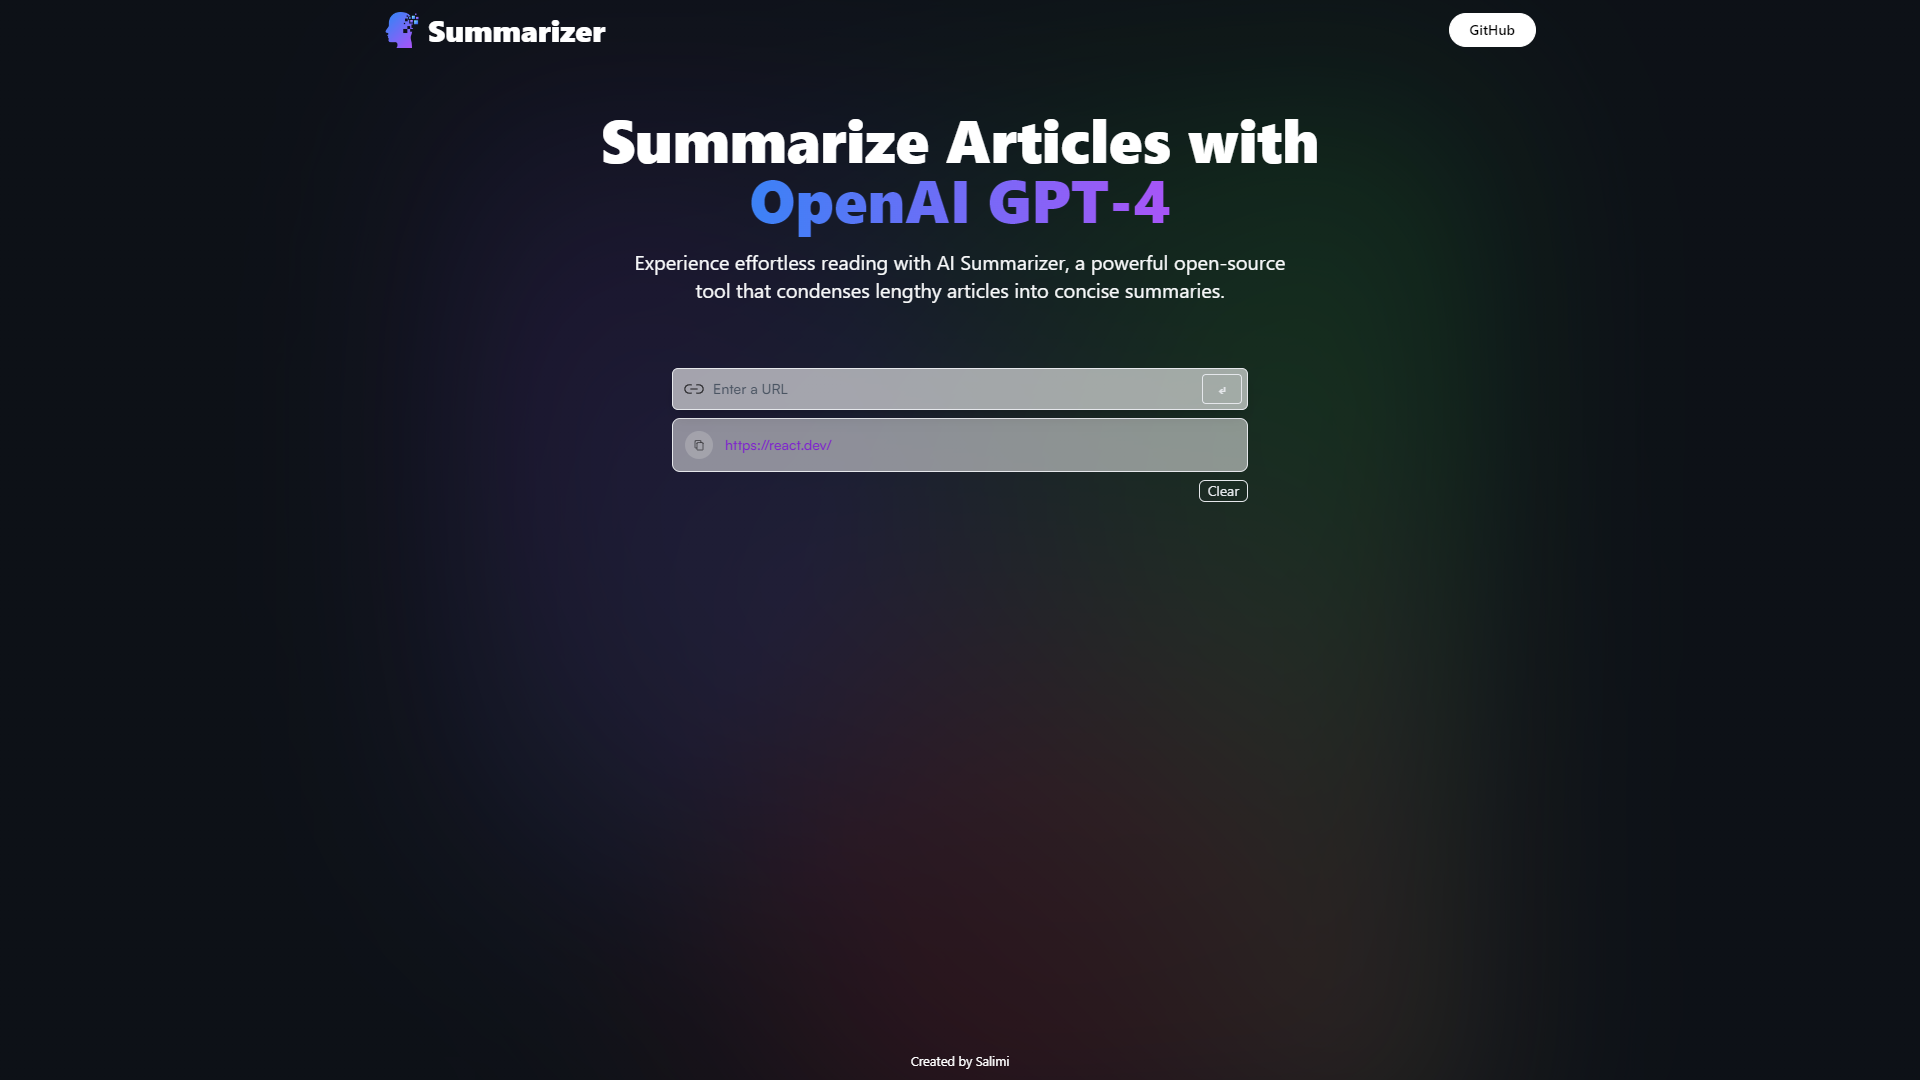 Summarizer
GitHub
Summarize Articles with
OpenAI GPT-4
Experience effortless reading with AI Summarizer, a powerful open-source
tool that condenses lengthy articles into concise summaries.
Enter a URL
↲
https://react.dev/
Clear
Created by Salimi